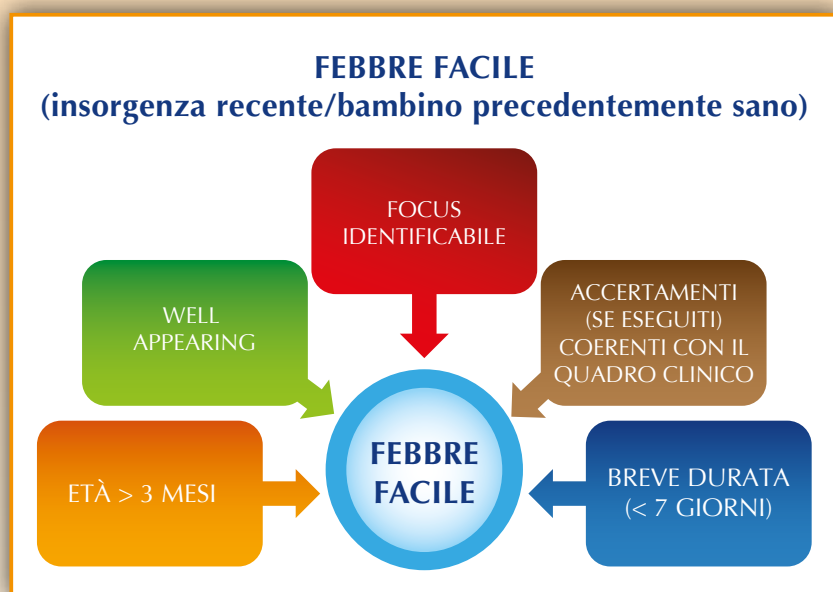 FEBBRE FACILE
(insorgenza recente/bambino precedentemente sano)
FOCUS
IDENTIFICABILE
WELL
APPEARING
ACCERTAMENTI
(SE ESEGUITI)
COERENTI CON IL
QUADRO CLINICO
ETÀ > 3 MESI
FEBBRE
FACILE
BREVE DURATA
(< 7 GIORNI)